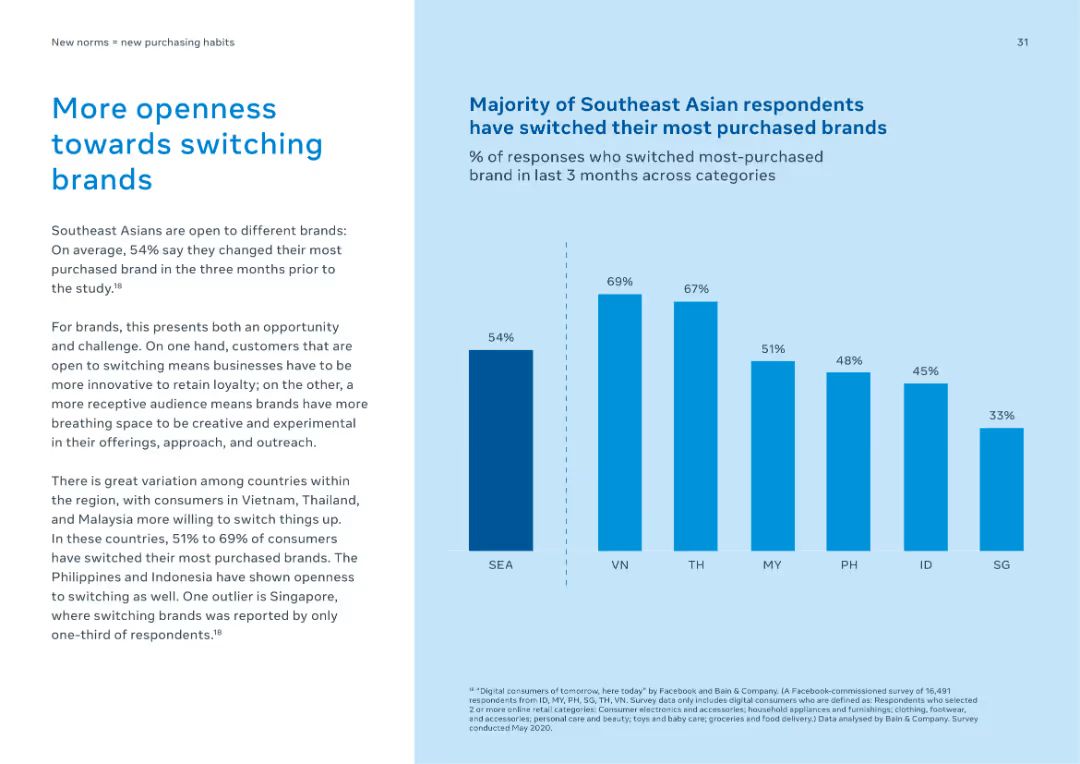 New norms = new purchasing habits
31
More openness
towards switching
brands
Southeast Asians are open to different brands:
On average, 54% say they changed their most
purchased brand in the three months prior to
the study.¹⁸
For brands, this presents both an opportunity
and challenge. On one hand, customers that are
open to switching means businesses have to be
more innovative to retain loyalty; on the other, a
more receptive audience means brands have more
breathing space to be creative and experimental
in their offerings, approach, and outreach.
There is great variation among countries within
the region, with consumers in Vietnam, Thailand,
and Malaysia more willing to switch things up.
In these countries, 51% to 69% of consumers
have switched their most purchased brands. The
Philippines and Indonesia have shown openness
to switching as well. One outlier is Singapore,
where switching brands was reported by only
one-third of respondents.¹⁸
Majority of Southeast Asian respondents
have switched their most purchased brands
% of responses who switched most-purchased
brand in last 3 months across categories
54%
69%
67%
51%
48%
45%
33%
SEA
VN
TH
MY
PH
ID
SG
¹⁸ "Digital consumers of tomorrow, here today" by Facebook and Bain & Company. (A Facebook-commissioned survey of 16,491
respondents from ID, MY, PH, SG, TH, VN. Survey data only includes digital consumers who are defined as: Respondents who selected
2 or more online retail categories: Consumer electronics and accessories; household appliances and furnishings; clothing, footwear,
and accessories; personal care and beauty; toys and baby care; groceries and food delivery.) Data analysed by Bain & Company. Survey
conducted May 2020.